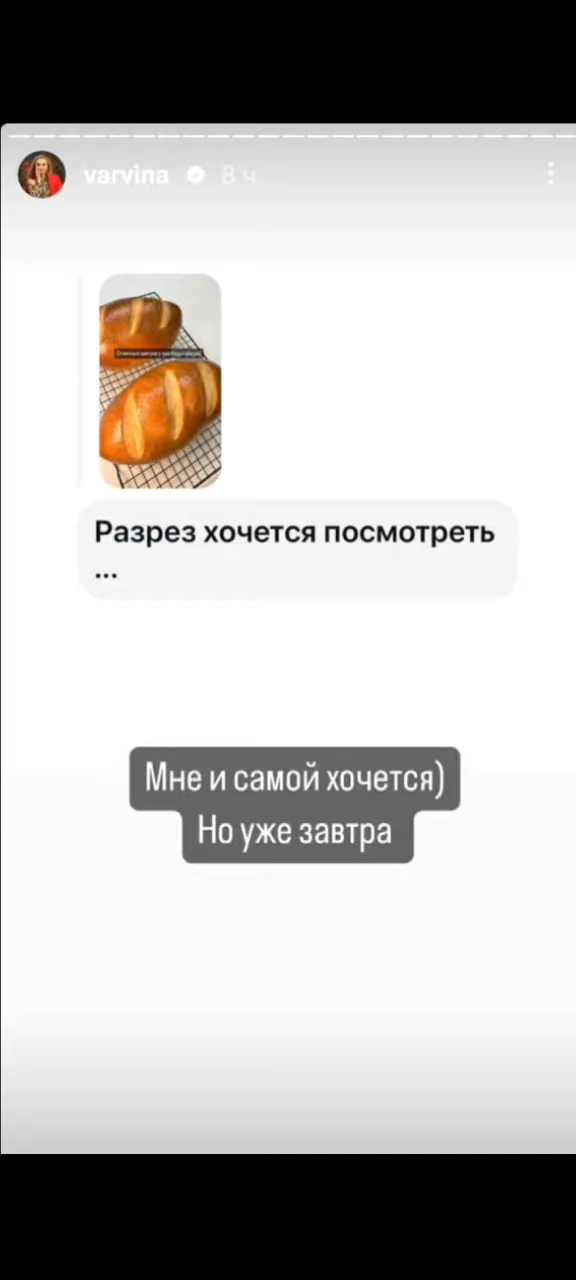 varvina 8 ч
Разрез хочется посмотреть
...
Мне и самой хочется)
Но уже завтра